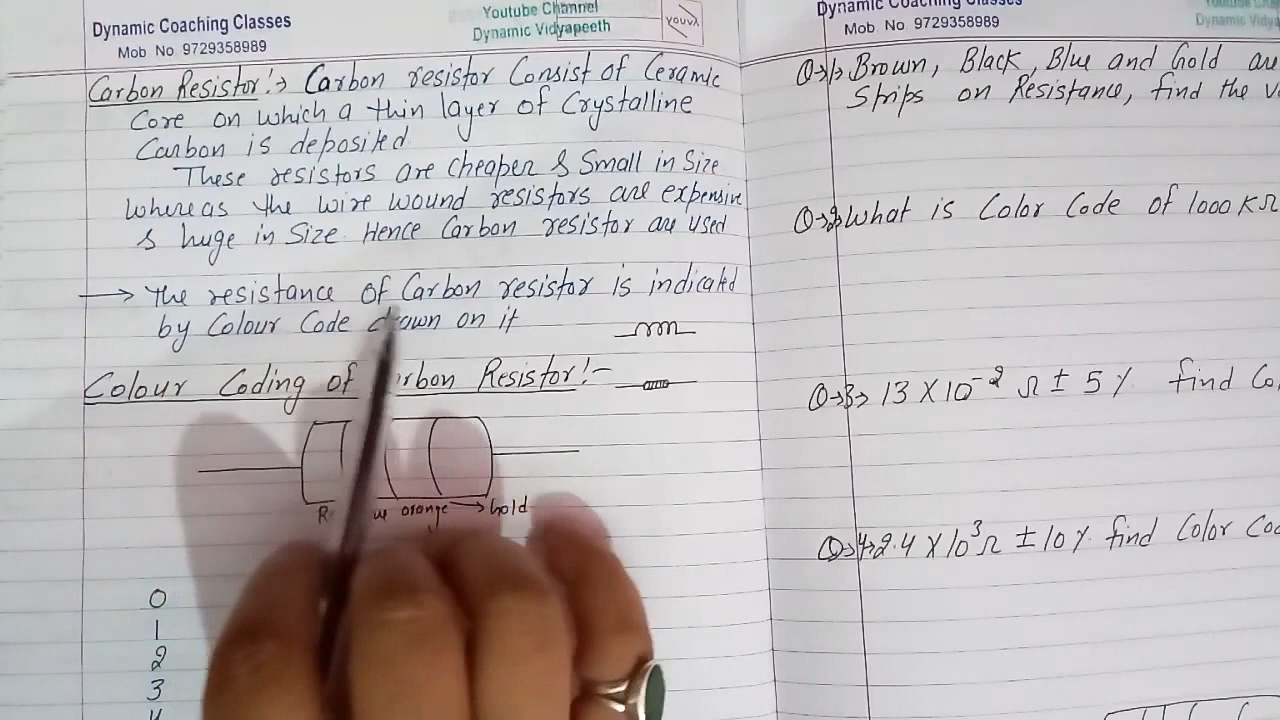 Dynamic Coaching Classes
Mob No 9729358989
Youtube Channel
Dynamic Vidyapeeth
Carbon Resistor :→ Carbon resistor Consist of Ceramic
Core on which a thin layer of Crystalline
Carbon is deposited
These resistors are cheaper & Small in Size
whereas the wire wound resistors are expensive
& huge in Size. Hence Carbon resistor are used
→ The resistance of Carbon resistor is indicated
by Colour Code drawn on it
Colour Coding of Carbon Resistor :-
orange → Gold
0
1
2
3
Dynamic Coaching Classes
Mob No 9729358989
Dynamic
Q→1→ Brown, Black, Blue and Gold are
Strips on Resistance, find the
Q→2→ What is Color Code of 1000 KΩ
Q→3→ 13 X 10⁻² Ω ± 5 % find
Q→4→ 2.4 X 10³ Ω ± 10 % find Color